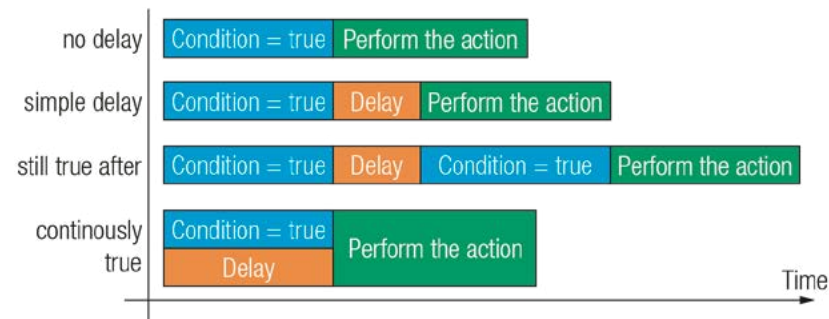 no delay Condition = true Perform the action
simple delay Condition = true Delay Perform the action
still true after Condition = true Delay Condition = true Perform the action
continously true Condition = true Delay Perform the action
Time